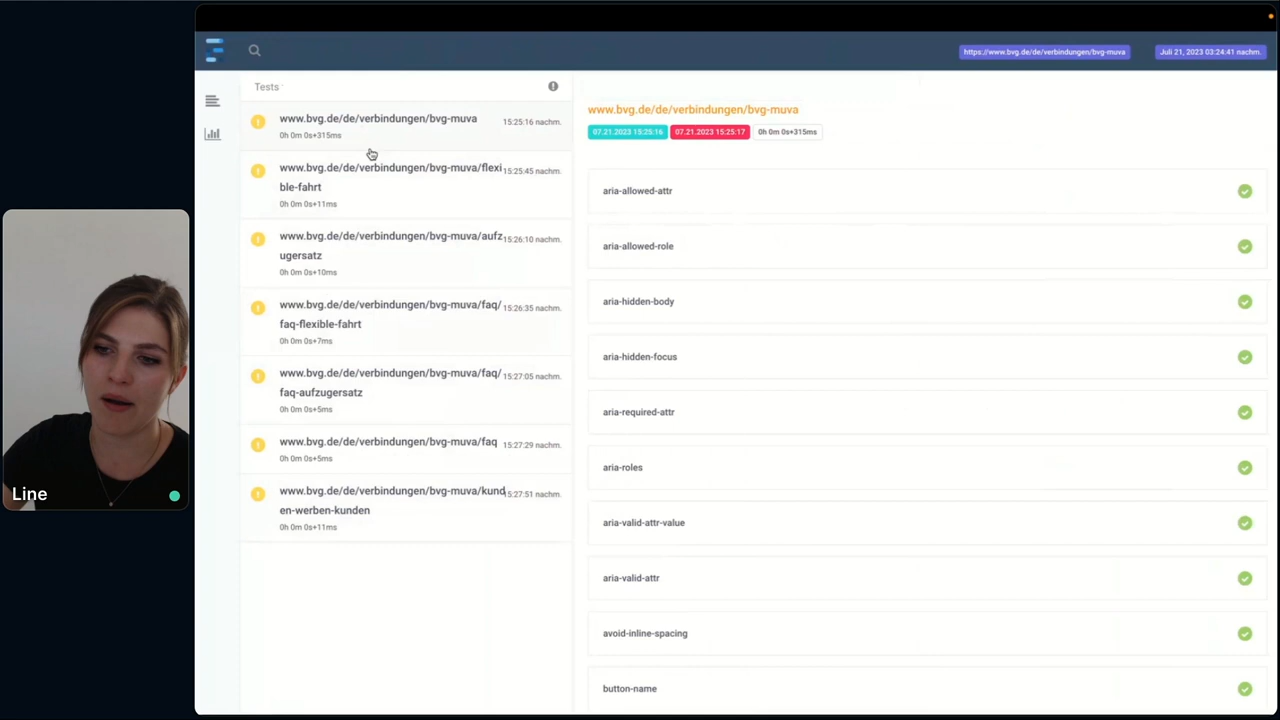 https://www.bvg.de/de/verbindungen/bvg-muva
Juli 21, 2023 03:24:41 nachm.
Tests
www.bvg.de/de/verbindungen/bvg-muva
15:25:16 nachm.
0h 0m 0s+315ms
www.bvg.de/de/verbindungen/bvg-muva/flexi
15:25:45 nachm.
ble-fahrt
0h 0m 0s+11ms
www.bvg.de/de/verbindungen/bvg-muva/aufz
15:26:10 nachm.
ugersatz
0h 0m 0s+10ms
www.bvg.de/de/verbindungen/bvg-muva/faq/
15:26:35 nachm.
faq-flexible-fahrt
0h 0m 0s+7ms
www.bvg.de/de/verbindungen/bvg-muva/faq/
15:27:05 nachm.
faq-aufzugersatz
0h 0m 0s+5ms
www.bvg.de/de/verbindungen/bvg-muva/faq
15:27:29 nachm.
0h 0m 0s+5ms
www.bvg.de/de/verbindungen/bvg-muva/kund
15:27:51 nachm.
en-werben-kunden
0h 0m 0s+11ms
www.bvg.de/de/verbindungen/bvg-muva
07.21.2023 15:25:16
07.21.2023 15:25:17
0h 0m 0s+315ms
aria-allowed-attr
aria-allowed-role
aria-hidden-body
aria-hidden-focus
aria-required-attr
aria-roles
aria-valid-attr-value
aria-valid-attr
avoid-inline-spacing
button-name
Line